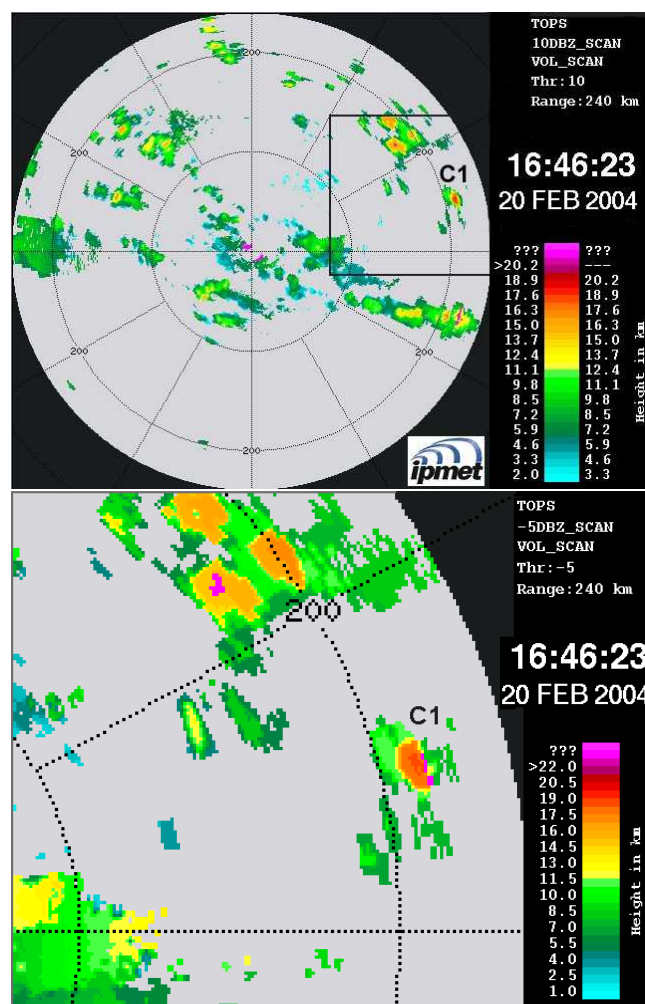 TOPS
10DBZ_SCAN
VOL_SCAN
Thr:10
Range:240 km
16:46:23
20 FEB 2004
C1
200
200
200
200
200
200
??? ???
>20.2 ---
18.9 20.2
17.6 18.9
16.3 17.6
15.0 16.3
13.7 15.0
12.4 13.7
11.1 12.4
9.8 11.1
8.5 9.8
7.2 8.5
5.9 7.2
4.6 5.9
3.3 4.6
2.0 3.3
Height in km
ipmet
TOPS
-5DBZ_SCAN
VOL_SCAN
Thr:-5
Range:240 km
16:46:23
20 FEB 2004
200
C1
???
>22.0
20.5
19.0
17.5
16.0
14.5
13.0
11.5
10.0
8.5
7.0
5.5
4.0
2.5
1.0
Height in km